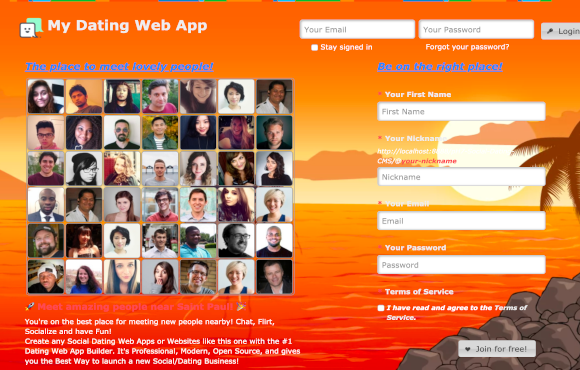 My Dating Web App
Your Email
Your Password
Login
Stay signed in
Forgot your password?
The place to meet lovely people!
Be on the right place!
* Your First Name
First Name
* Your Nickname
http://localhost:8
CMS/@your-nickname
Nickname
* Your Email
Email
* Your Password
Password
Terms of Service
I have read and agree to the Terms of
Service.
Join for free!
Meet amazing people near Saint Paul!
You're on the best place for meeting new people nearby! Chat, Flirt,
Socialize and have Fun!
Create any Social Dating Web Apps or Websites like this one with the #1
Dating Web App Builder. It's Professional, Modern, Open Source, and gives
you the Best Way to launch a new Social/Dating Business!